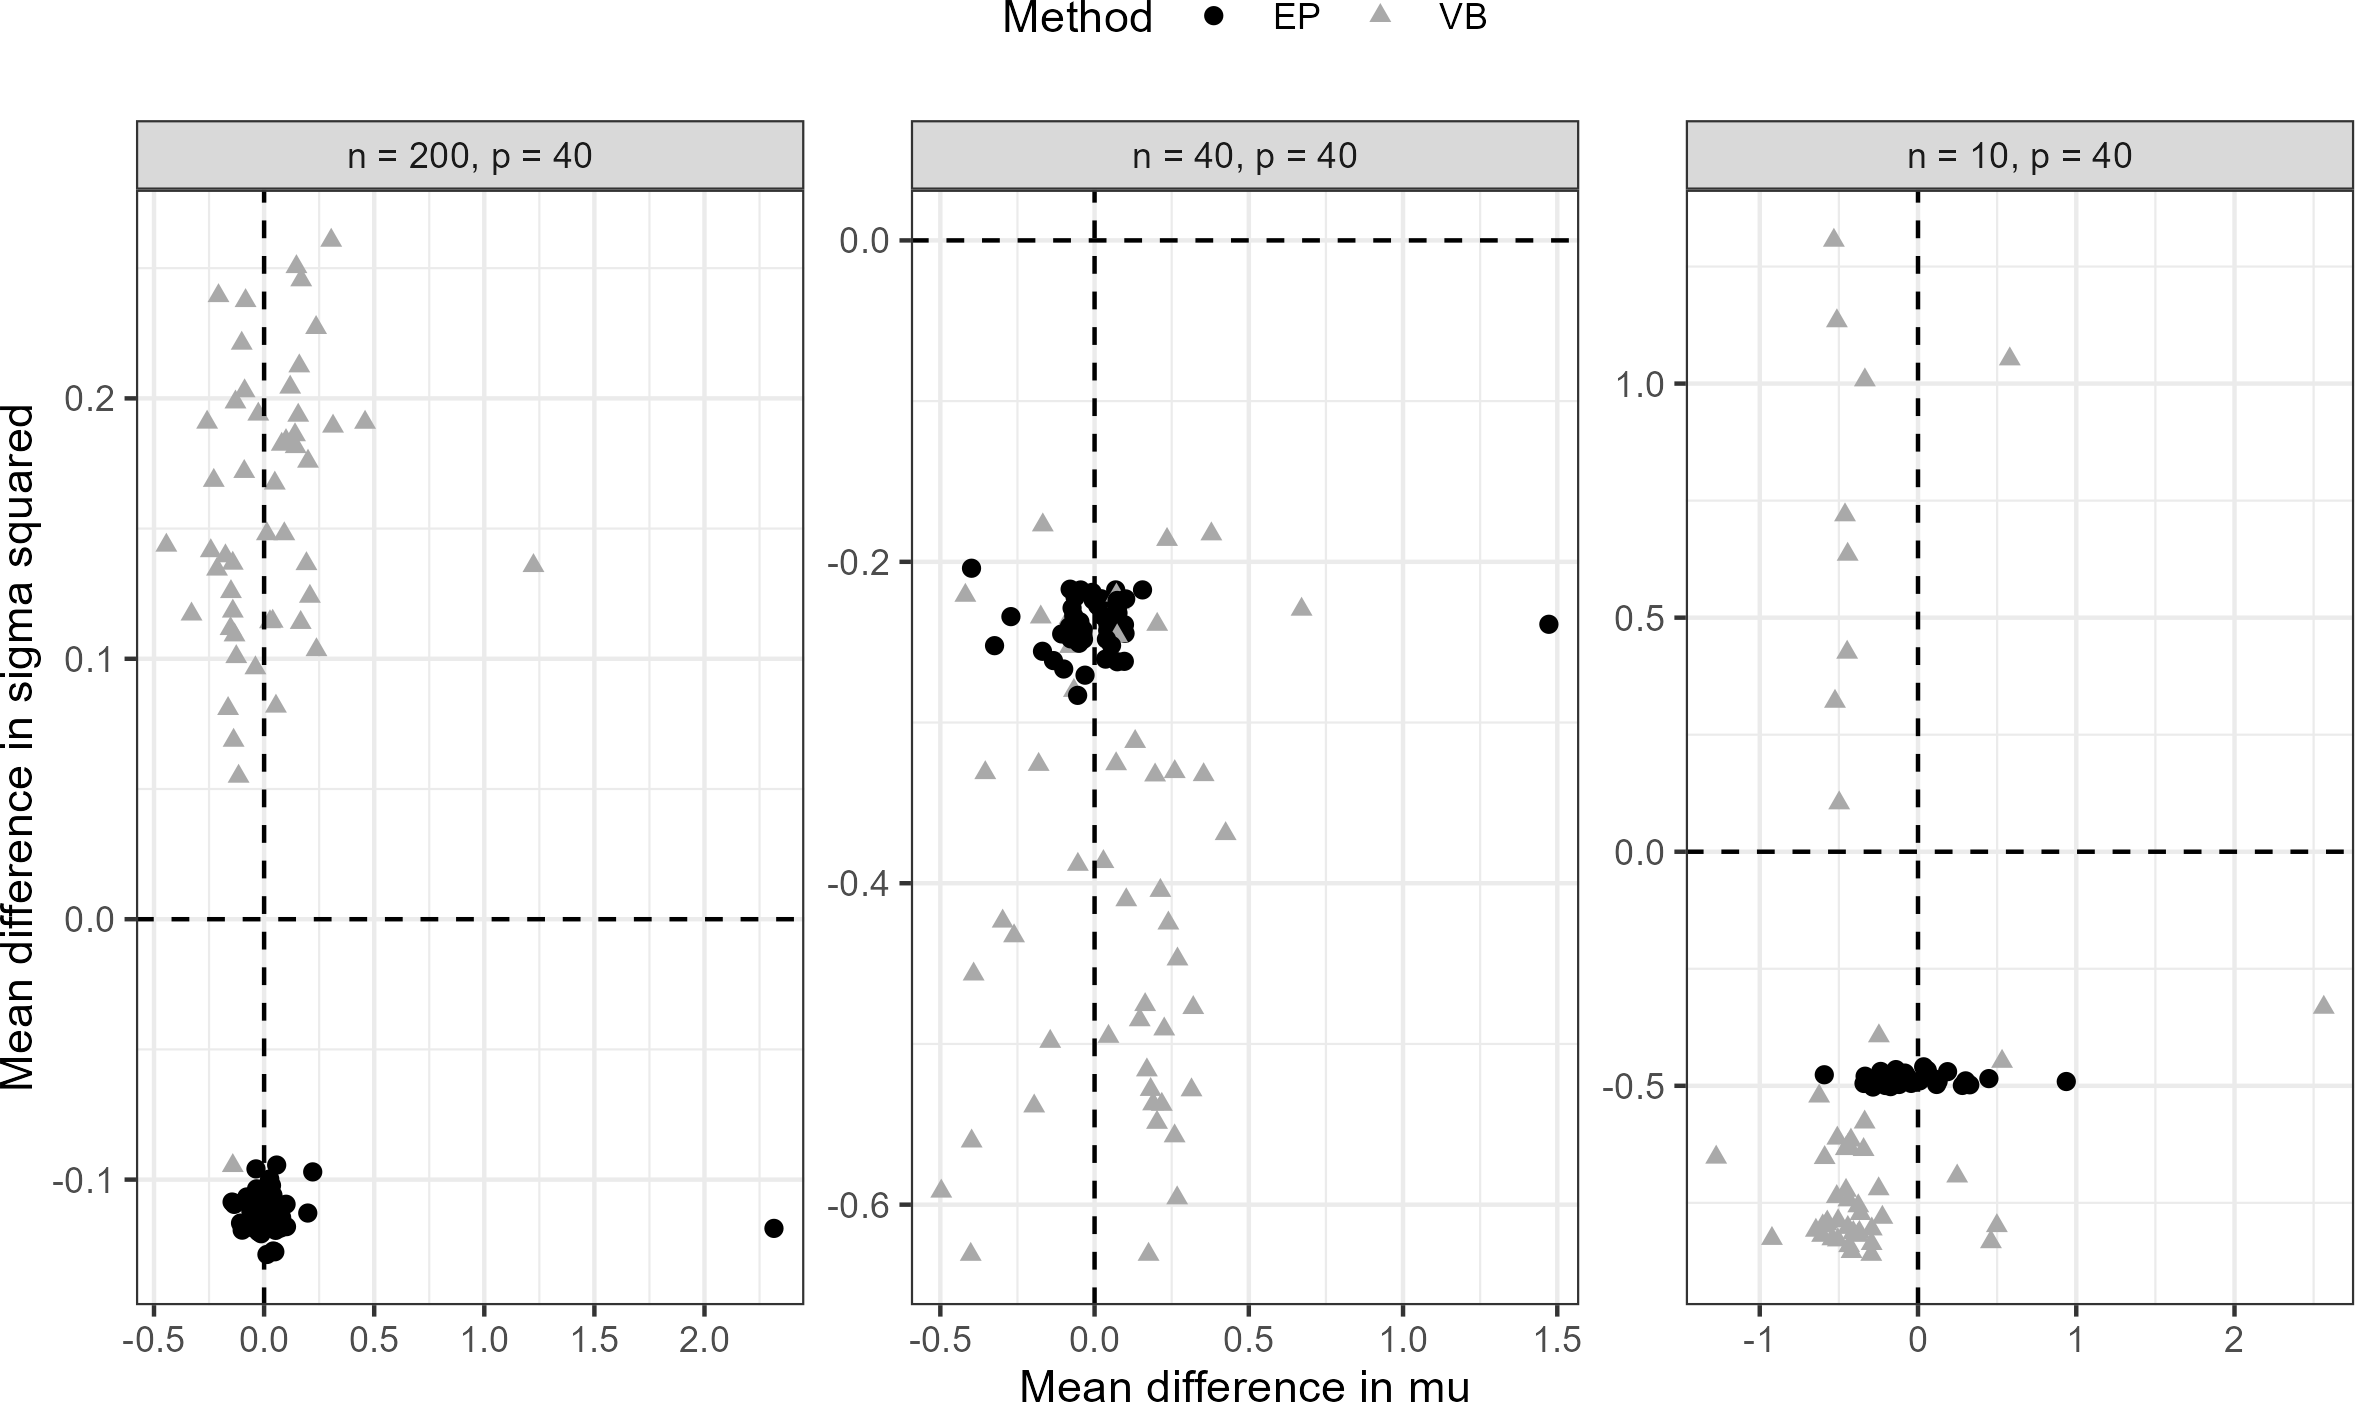 Method EP VB
n = 200, p = 40
n = 40, p = 40
n = 10, p = 40
Mean difference in sigma squared
0.2
0.1
0.0
-0.1
-0.5 0.0 0.5 1.0 1.5 2.0
0.0
-0.2
-0.4
-0.6
-0.5 0.0 0.5 1.0 1.5
1.0
0.5
0.0
-0.5
-1 0 1 2
Mean difference in mu